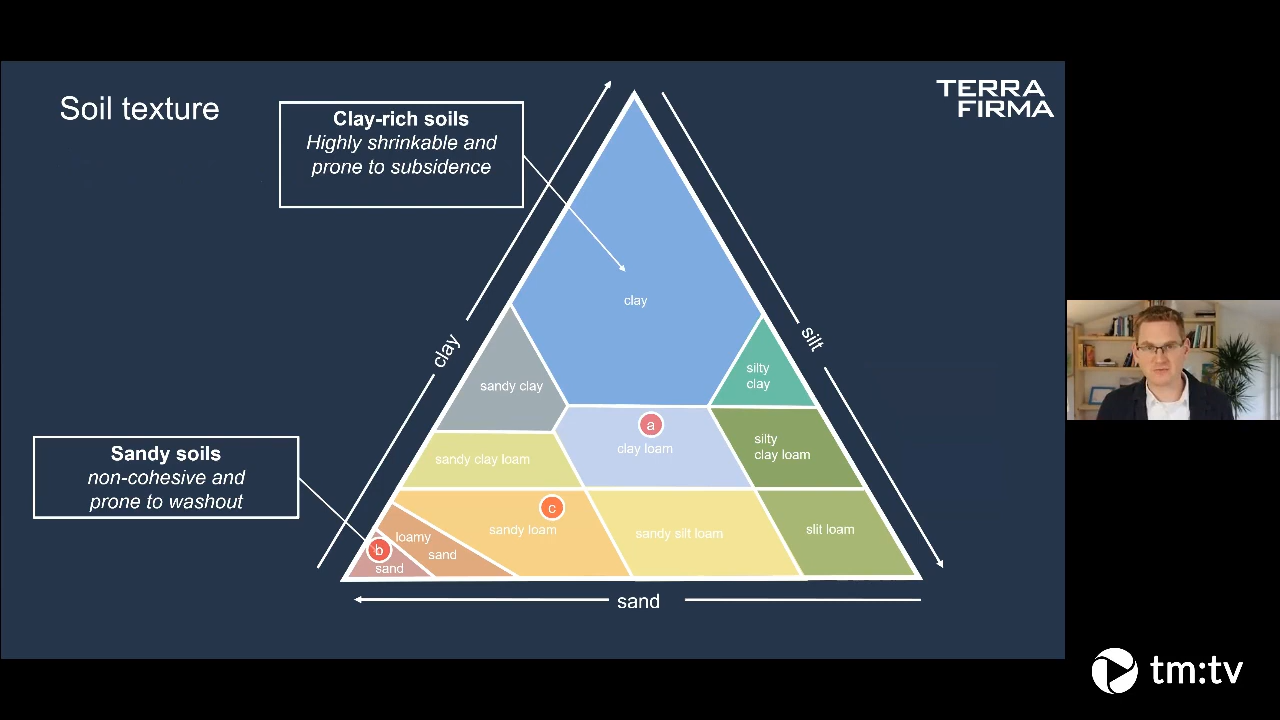 Soil texture
TERRA
FIRMA
Clay-rich soils
Highly shrinkable and
prone to subsidence
clay
clay
silt
silty
clay
sandy clay
a
clay loam
silty
clay loam
sandy clay loam
Sandy soils
non-cohesive and
prone to washout
c
sandy loam
sandy silt loam
slit loam
loamy
sand
b
sand
sand
tm:tv